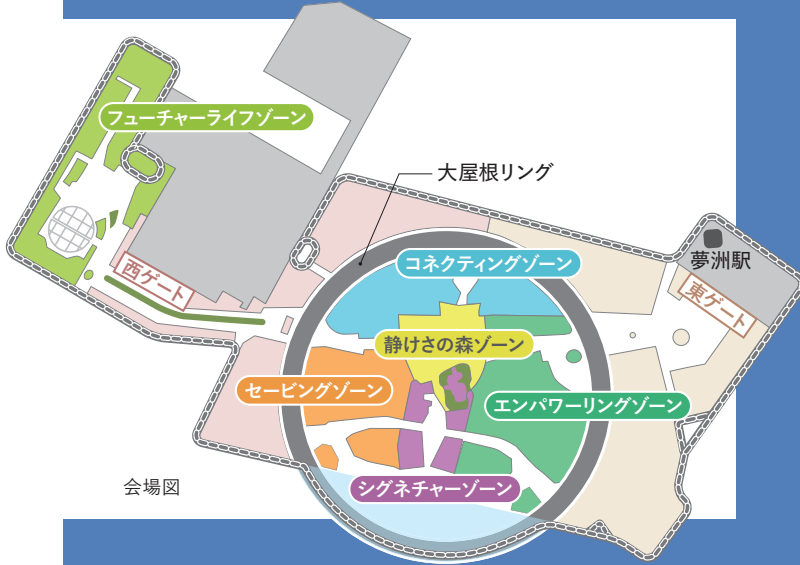 フューチャーライフゾーン
大屋根リング
コネクティングゾーン
夢洲駅
西ゲート
東ゲート
静けさの森ゾーン
セービングゾーン
エンパワーリングゾーン
会場図
シグネチャーゾーン